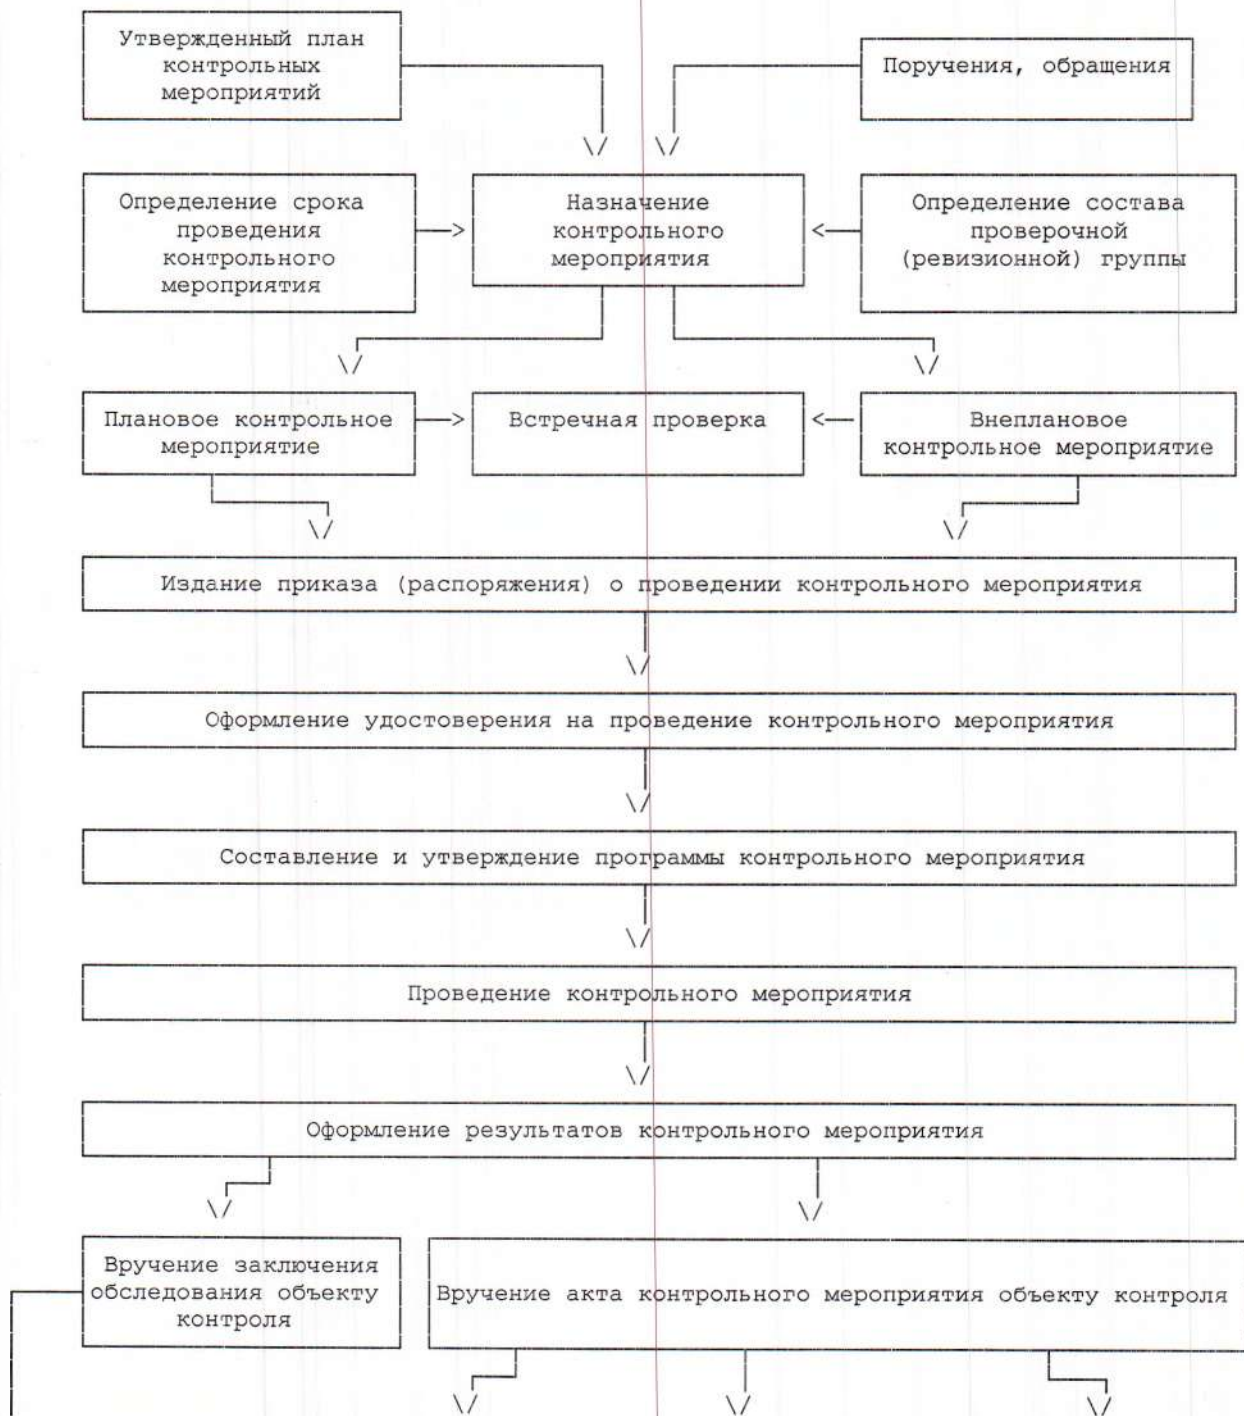 Утвержденный план
контрольных
мероприятий
Поручения, обращения
Определение срока
проведения
контрольного
мероприятия
Назначение
контрольного
мероприятия
Определение состава
проверочной
(ревизионной) группы
Плановое контрольное
мероприятие
Встречная проверка
Внеплановое
контрольное мероприятие
Издание приказа (распоряжения) о проведении контрольного мероприятия
Оформление удостоверения на проведение контрольного мероприятия
Составление и утверждение программы контрольного мероприятия
Проведение контрольного мероприятия
Оформление результатов контрольного мероприятия
Вручение заключения
обследования объекту
контроля
Вручение акта контрольного мероприятия объекту контроля